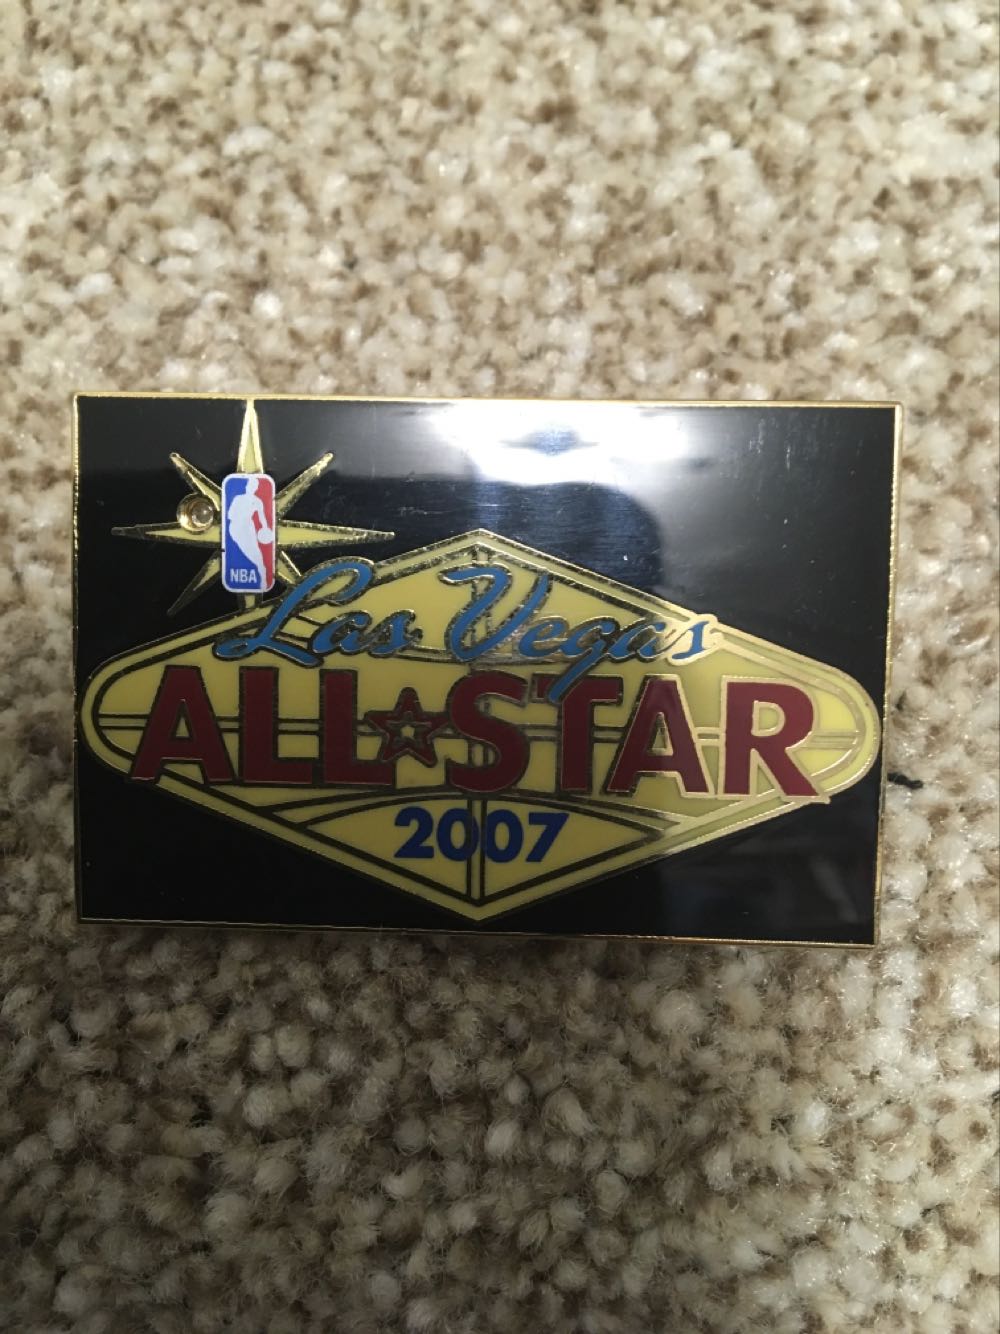 NBA
Las Vegas
ALL★STAR
2007